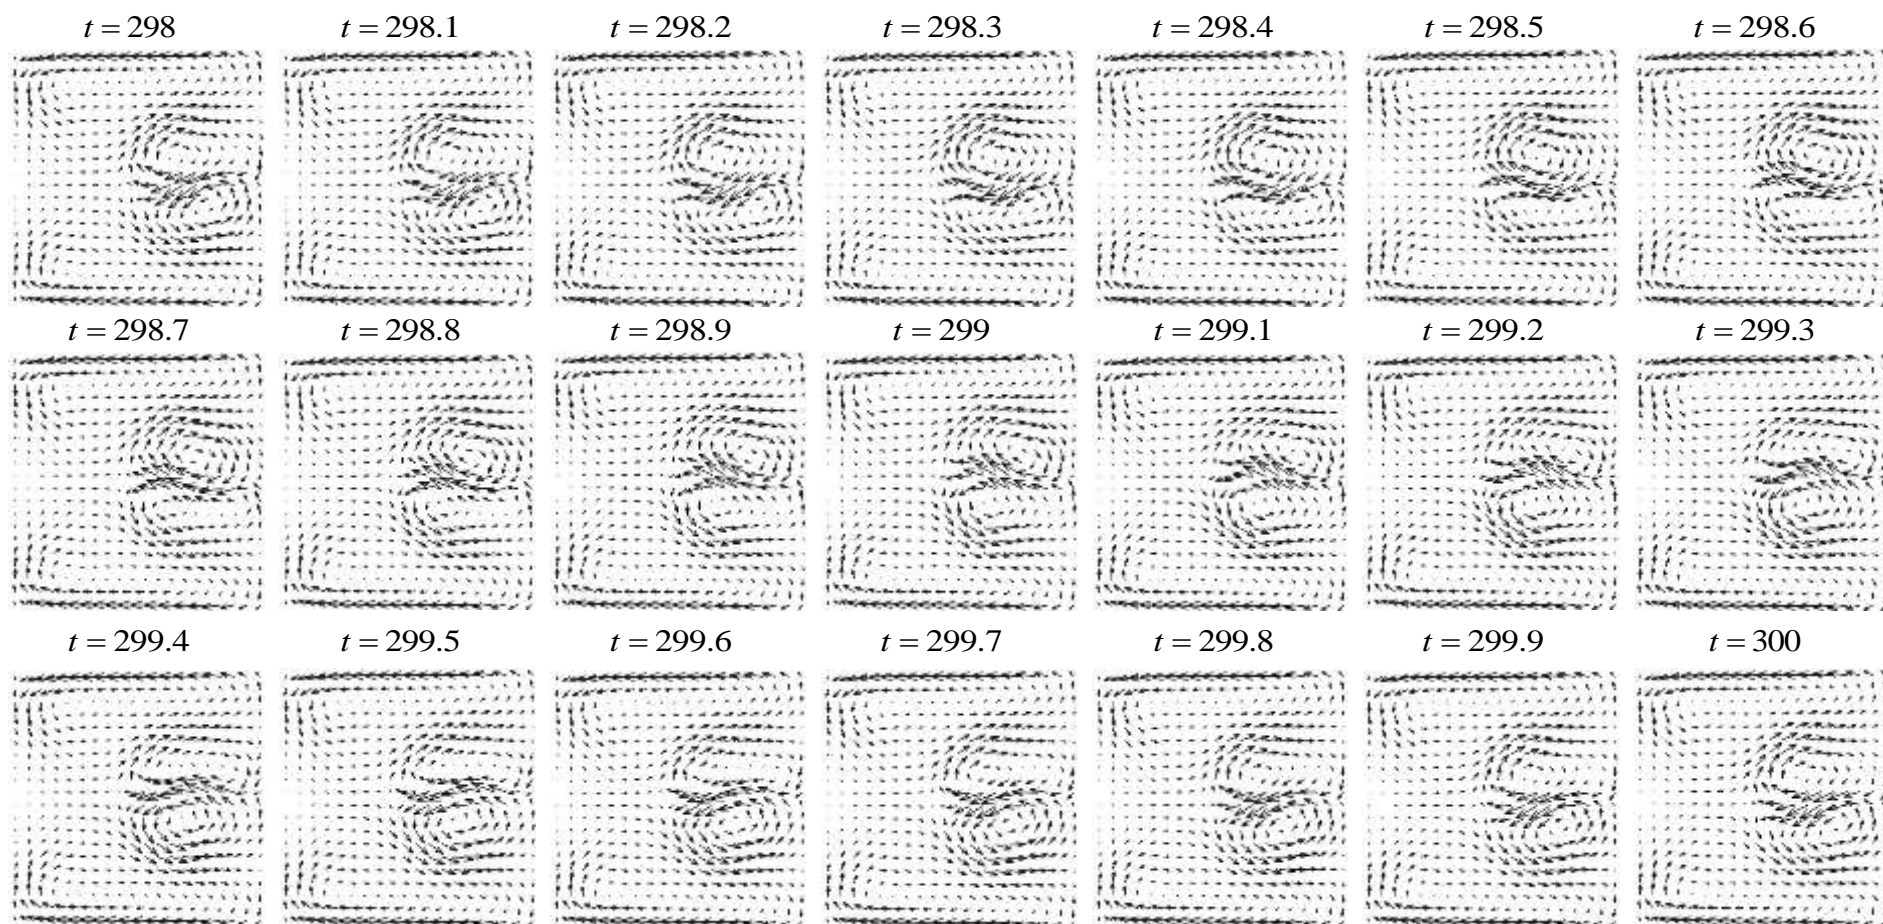 t = 298 t = 298.1 t = 298.2 t = 298.3 t = 298.4 t = 298.5 t = 298.6
t = 298.7 t = 298.8 t = 298.9 t = 299 t = 299.1 t = 299.2 t = 299.3
t = 299.4 t = 299.5 t = 299.6 t = 299.7 t = 299.8 t = 299.9 t = 300